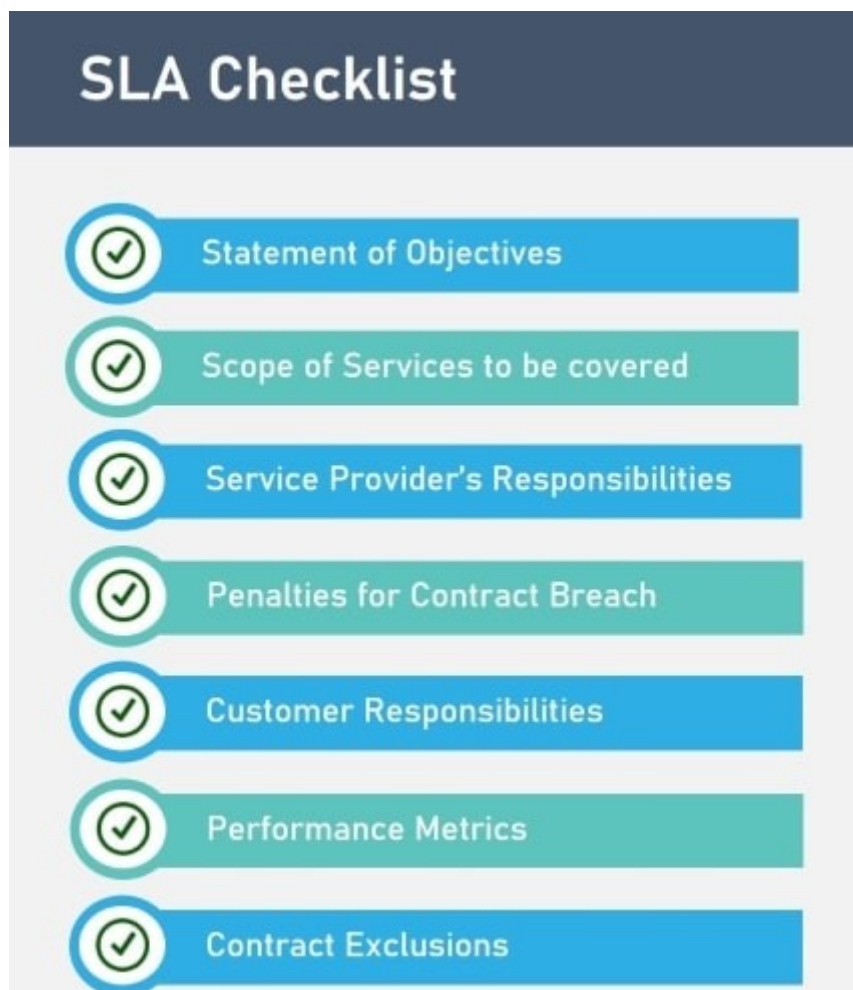 SLA Checklist
Statement of Objectives
Scope of Services to be covered
Service Provider's Responsibilities
Penalties for Contract Breach
Customer Responsibilities
Performance Metrics
Contract Exclusions